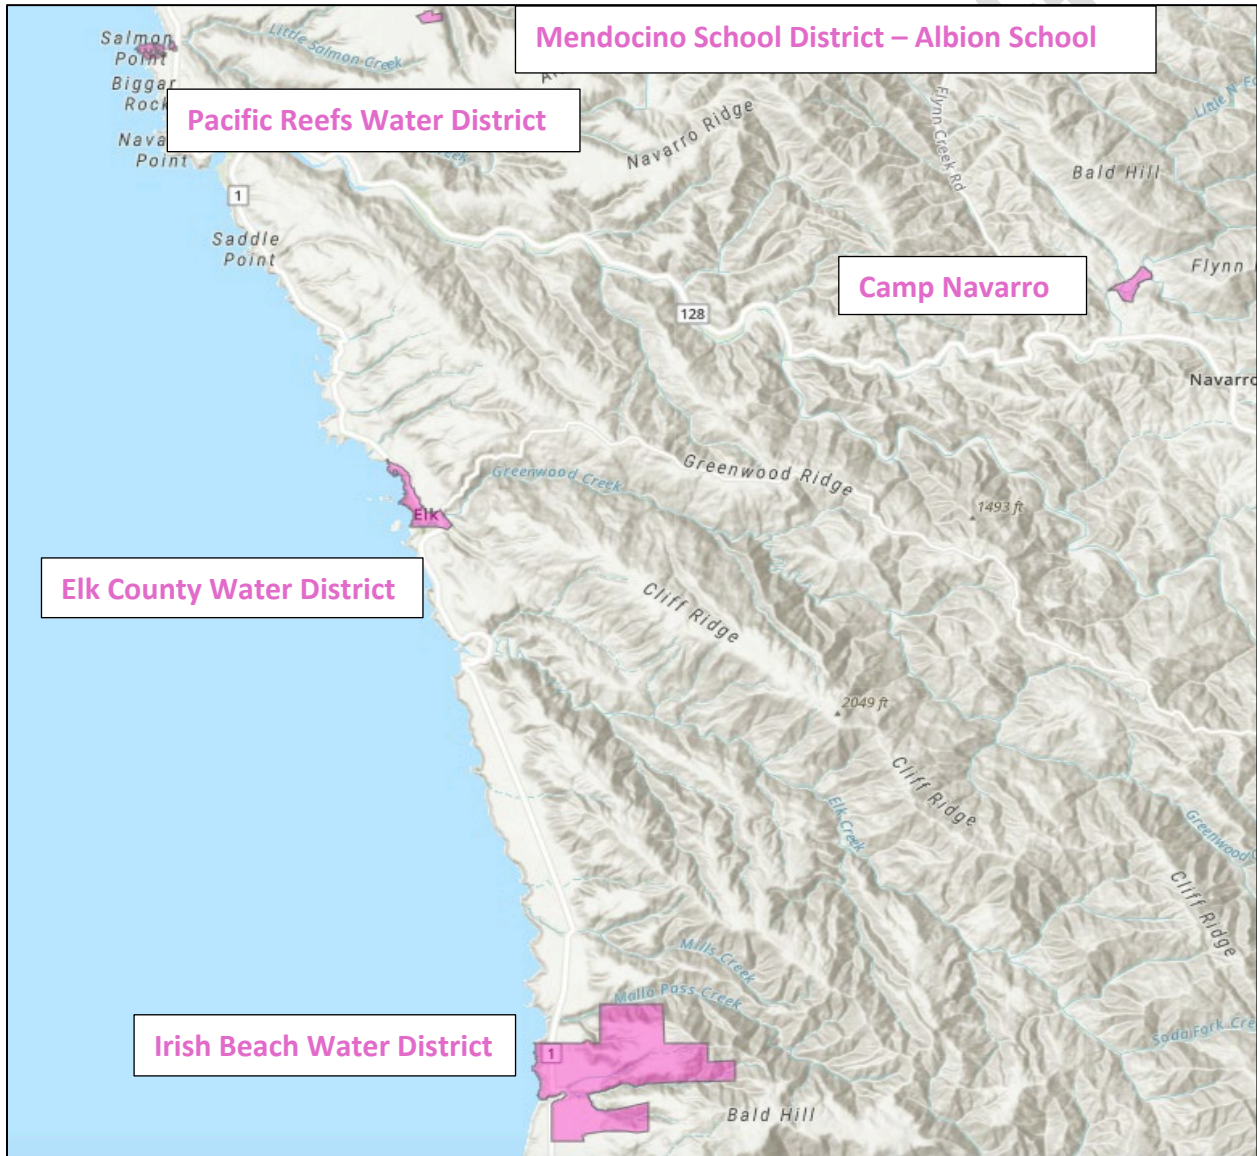 Mendocino School District – Albion School
Salmon
Point
Little Salmon Creek
Biggar
Rock
Pacific Reefs Water District
Navarro Ridge
Flynn Creek Rd
Little N
Point
Bald Hill
1
Saddle
Point
Flynn
Camp Navarro
128
Navarro
Greenwood Ridge
Greenwood Creek
1493 ft
Elk
Elk County Water District
Cliff Ridge
2049 ft
Cliff Ridge
Elk Creek
Greenwood
Cliff Ridge
Mills Creek
Mallo Pass Creek
Soda Fork Cre
Irish Beach Water District
1
Bald Hill